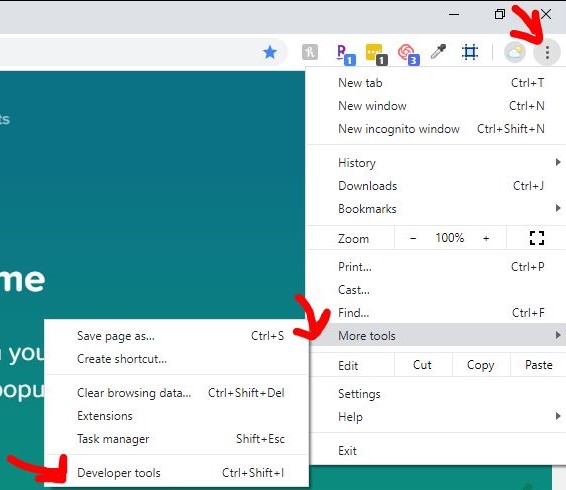 ts
R 1
1
3
New tab Ctrl+T
New window Ctrl+N
New incognito window Ctrl+Shift+N
History
Downloads Ctrl+J
Bookmarks
Zoom - 100% +
Print... Ctrl+P
Cast...
Find... Ctrl+F
More tools
Edit Cut Copy Paste
Settings
Help
Exit
me
you
popu
Save page as... Ctrl+S
Create shortcut...
Clear browsing data... Ctrl+Shift+Del
Extensions
Task manager Shift+Esc
Developer tools Ctrl+Shift+I